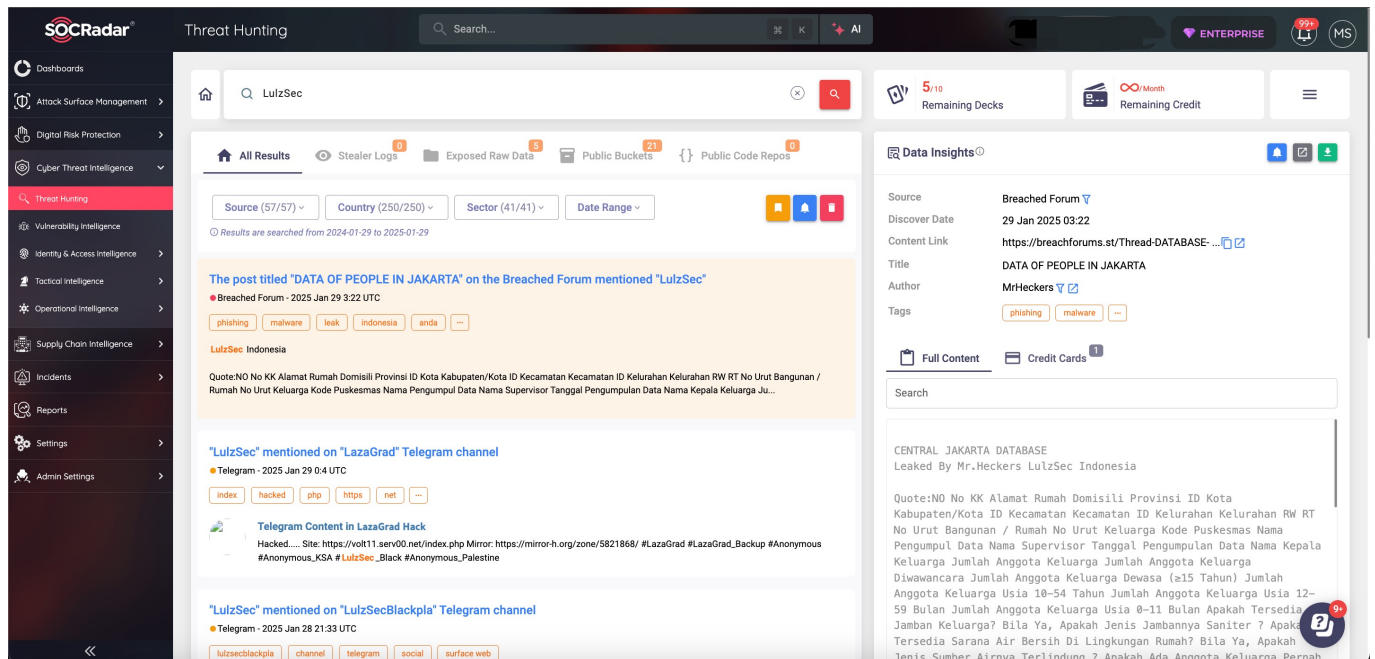 SOCRadar®
Threat Hunting
Search...
⌘ K
AI
ENTERPRISE
99+
MS
Dashboards
Attack Surface Management
Digital Risk Protection
Cyber Threat Intelligence
Threat Hunting
Vulnerability Intelligence
Identity & Access Intelligence
Tactical Intelligence
Operational Intelligence
Supply Chain Intelligence
Incidents
Reports
Settings
Admin Settings
LulzSec
5/10
Remaining Decks
∞/Month
Remaining Credit
All Results
Stealer Logs 0
Exposed Raw Data 5
Public Buckets 21
{ } Public Code Repos 0
Source (57/57)
Country (250/250)
Sector (41/41)
Date Range
Results are searched from 2024-01-29 to 2025-01-29
The post titled "DATA OF PEOPLE IN JAKARTA" on the Breached Forum mentioned "LulzSec"
Breached Forum - 2025 Jan 29 3:22 UTC
phishing malware leak indonesia anda ...
LulzSec Indonesia
Quote:NO No KK Alamat Rumah Domisili Provinsi ID Kota Kabupaten/Kota ID Kecamatan Kecamatan ID Kelurahan Kelurahan RW RT No Urut Bangunan /
Rumah No Urut Keluarga Kode Puskesmas Nama Pengumpul Data Nama Supervisor Tanggal Pengumpulan Data Nama Kepala Keluarga Ju...
"LulzSec" mentioned on "LazaGrad" Telegram channel
Telegram - 2025 Jan 29 0:4 UTC
index hacked php https net ...
Telegram Content in LazaGrad Hack
Hacked..... Site: https://volt11.serv00.net/index.php Mirror: https://mirror-h.org/zone/5821868/ #LazaGrad #LazaGrad_Backup #Anonymous
#Anonymous_KSA #LulzSec_Black #Anonymous_Palestine
"LulzSec" mentioned on "LulzSecBlackpla" Telegram channel
Telegram - 2025 Jan 28 21:33 UTC
lulzsecblackpla channel telegram social surface web
Data Insights
Source Breached Forum
Discover Date 29 Jan 2025 03:22
Content Link https://breachforums.st/Thread-DATABASE- ...
Title DATA OF PEOPLE IN JAKARTA
Author MrHeckers
Tags phishing malware ...
Full Content
Credit Cards 1
Search
CENTRAL JAKARTA DATABASE
Leaked By Mr.Heckers LulzSec Indonesia
Quote:NO No KK Alamat Rumah Domisili Provinsi ID Kota
Kabupaten/Kota ID Kecamatan Kecamatan ID Kelurahan Kelurahan RW RT
No Urut Bangunan / Rumah No Urut Keluarga Kode Puskesmas Nama
Pengumpul Data Nama Supervisor Tanggal Pengumpulan Data Nama Kepala
Keluarga Jumlah Anggota Keluarga Jumlah Anggota Keluarga
Diwawancara Jumlah Anggota Keluarga Dewasa (≥15 Tahun) Jumlah
Anggota Keluarga Usia 10-54 Tahun Jumlah Anggota Keluarga Usia 12-
59 Bulan Jumlah Anggota Keluarga Usia 0-11 Bulan Apakah Tersedia
Jamban Keluarga? Bila Ya, Apakah Jenis Jambannya Saniter ?
Tersedia Sarana Air Bersih Di Lingkungan Rumah? Bila Ya, Apakah
Jenis Sumber Airnya Terlindung ? Apakah Ada Anggota Keluarga Pernah
9+